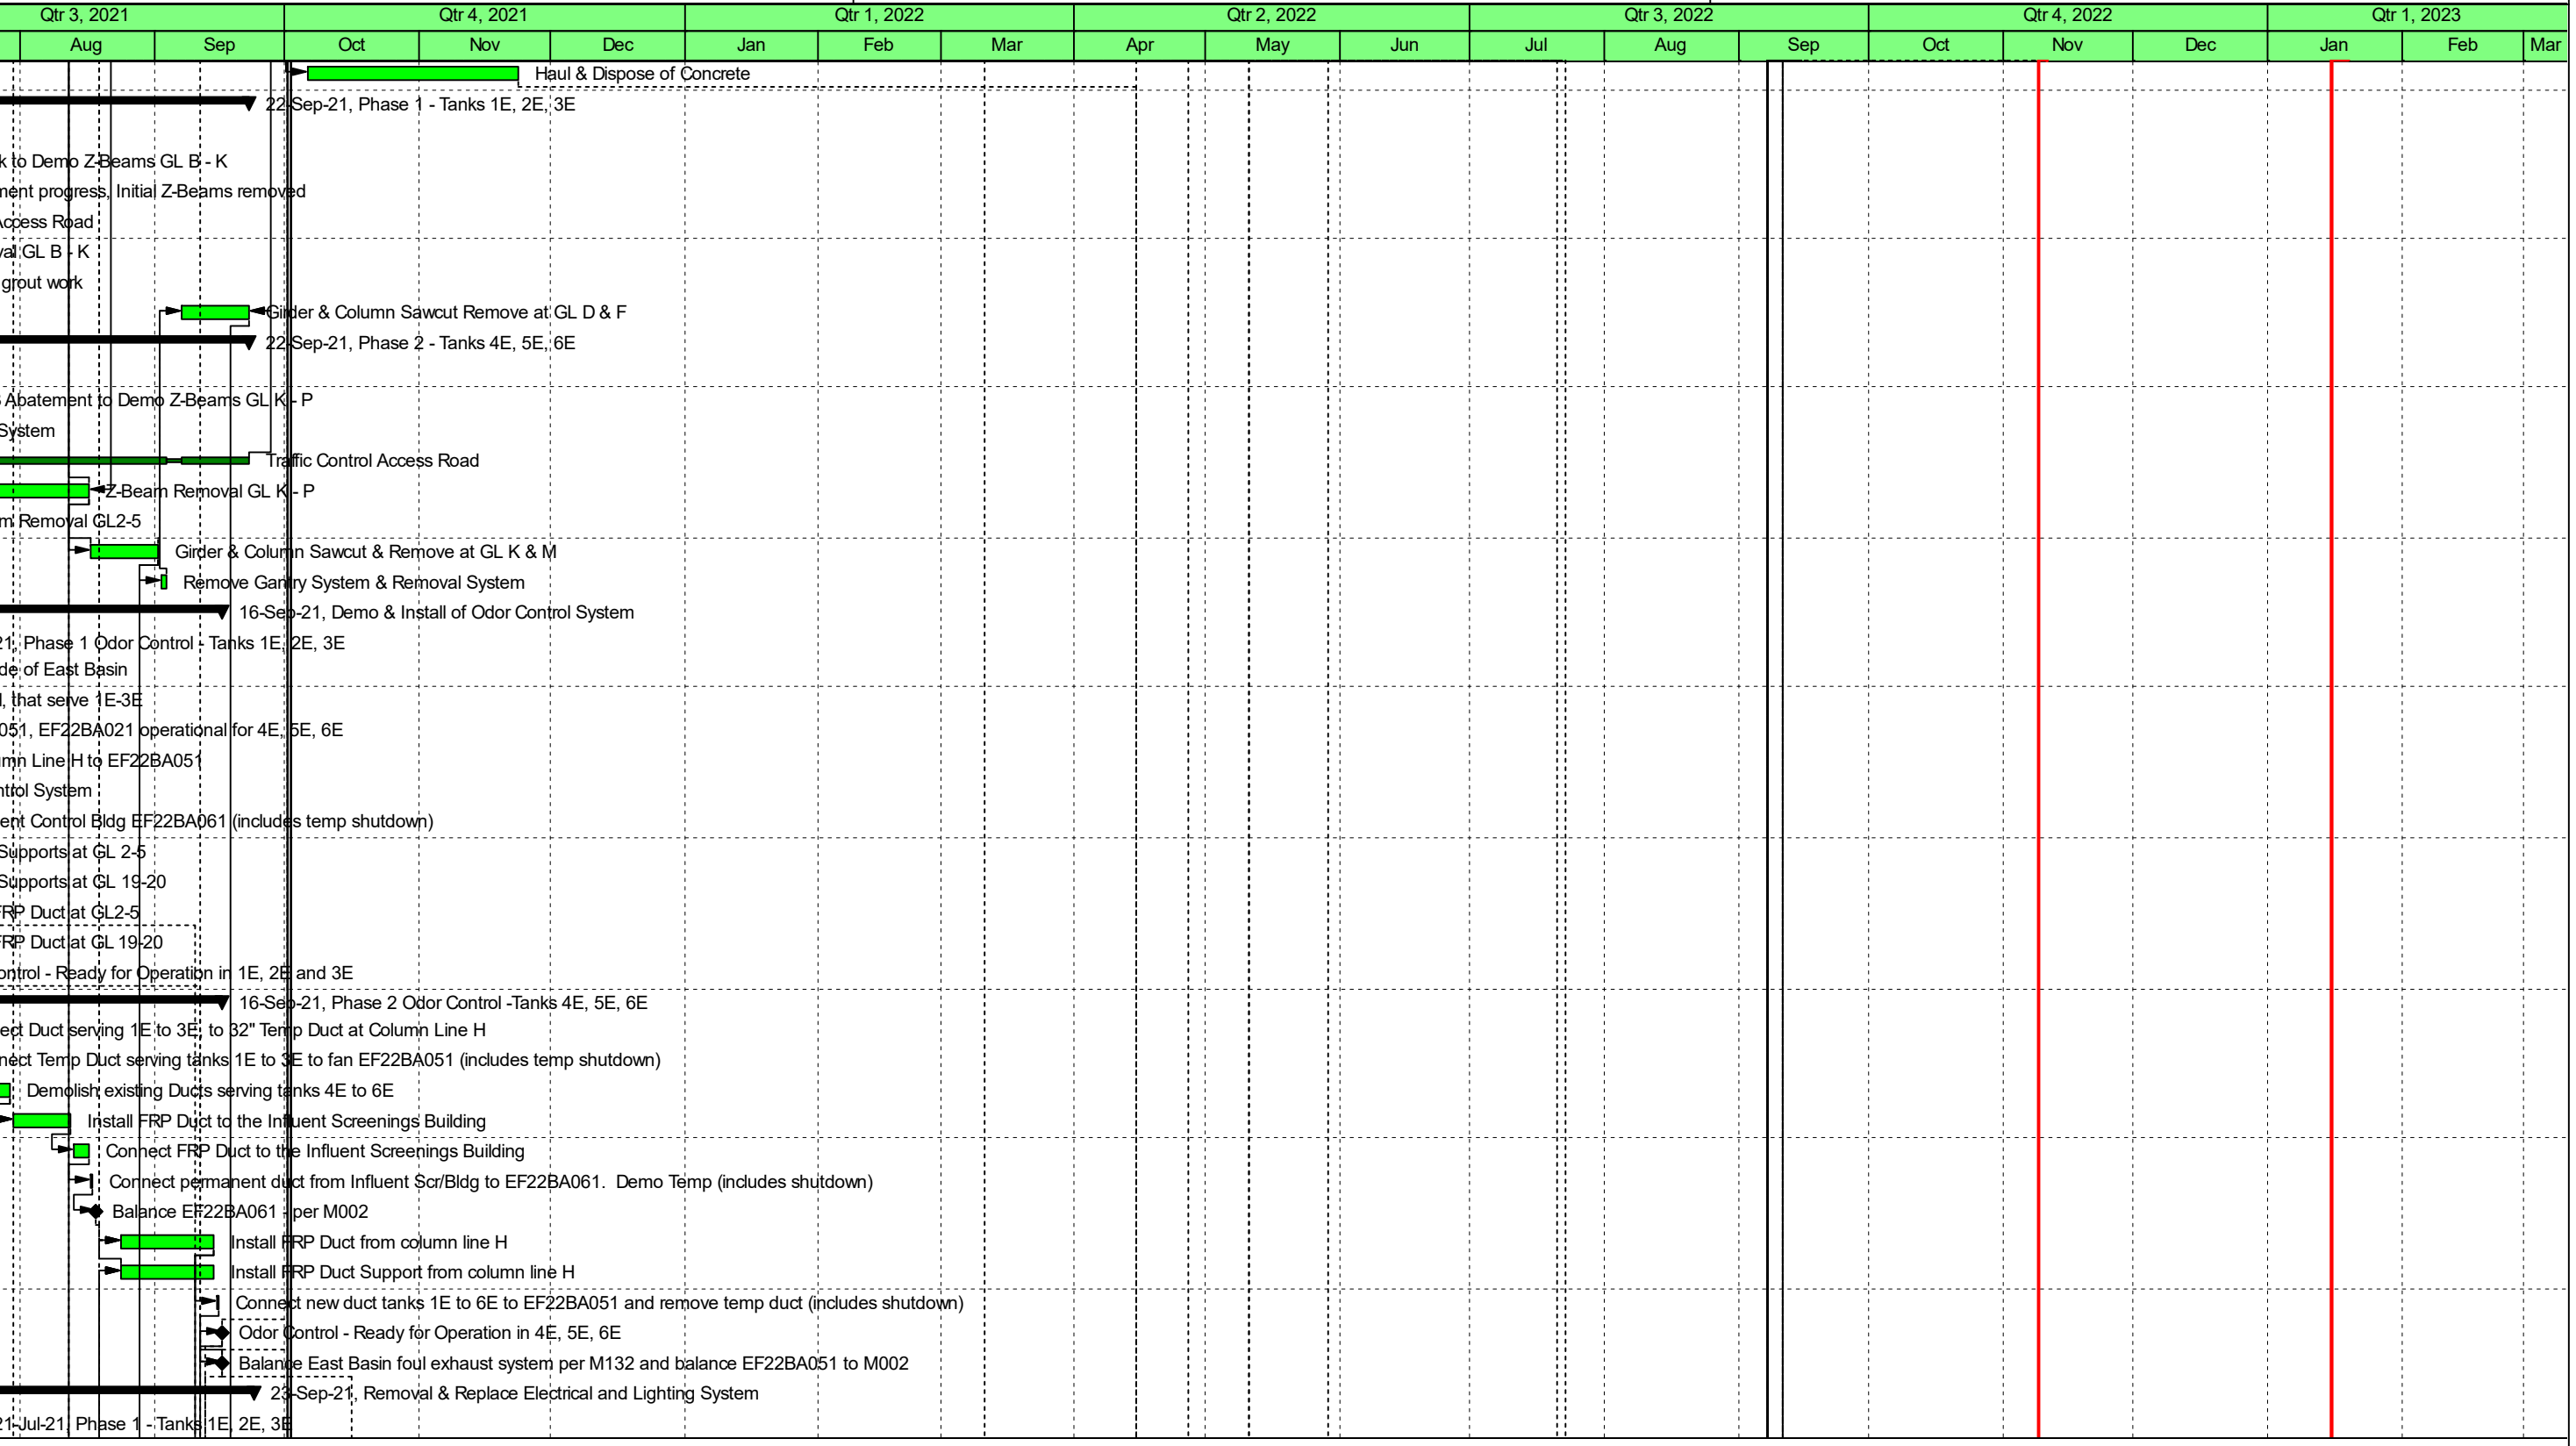 Qtr 3, 2021 Qtr 4, 2021 Qtr 1, 2022 Qtr 2, 2022 Qtr 3, 2022 Qtr 4, 2022 Qtr 1, 2023
Aug Sep Oct Nov Dec Jan Feb Mar Apr May Jun Jul Aug Sep Oct Nov Dec Jan Feb Mar
Haul & Dispose of Concrete
22-Sep-21, Phase 1 - Tanks 1E, 2E, 3E
k to Demo Z-Beams GL B - K
ment progress, Initial Z-Beams removed
Access Road
val GL B - K
grout work
Girder & Column Sawcut Remove at GL D & F
22-Sep-21, Phase 2 - Tanks 4E, 5E, 6E
Abatement to Demo Z-Beams GL K - P
System
Traffic Control Access Road
Z-Beam Removal GL K - P
m Removal GL2-5
Girder & Column Sawcut & Remove at GL K & M
Remove Gantry System & Removal System
16-Sep-21, Demo & Install of Odor Control System
21, Phase 1 Odor Control - Tanks 1E, 2E, 3E
de of East Basin
l, that serve 1E-3E
051, EF22BA021 operational for 4E, 5E, 6E
mn Line H to EF22BA051
ntrol System
ent Control Bldg EF22BA061 (includes temp shutdown)
Supports at GL 2-5
Supports at GL 19-20
FRP Duct at GL2-5
FRP Duct at GL 19-20
ontrol - Ready for Operation in 1E, 2E and 3E
16-Sep-21, Phase 2 Odor Control -Tanks 4E, 5E, 6E
ect Duct serving 1E to 3E, to 32" Temp Duct at Column Line H
nect Temp Duct serving tanks 1E to 3E to fan EF22BA051 (includes temp shutdown)
Demolish existing Ducts serving tanks 4E to 6E
Install FRP Duct to the Influent Screenings Building
Connect FRP Duct to the Influent Screenings Building
Connect permanent duct from Influent Scr/Bldg to EF22BA061.  Demo Temp (includes shutdown)
Balance EF22BA061 - per M002
Install FRP Duct from column line H
Install FRP Duct Support from column line H
Connect new duct tanks 1E to 6E to EF22BA051 and remove temp duct (includes shutdown)
Odor Control - Ready for Operation in 4E, 5E, 6E
Balance East Basin foul exhaust system per M132 and balance EF22BA051 to M002
23-Sep-21, Removal & Replace Electrical and Lighting System
21-Jul-21, Phase 1 - Tanks 1E, 2E, 3E